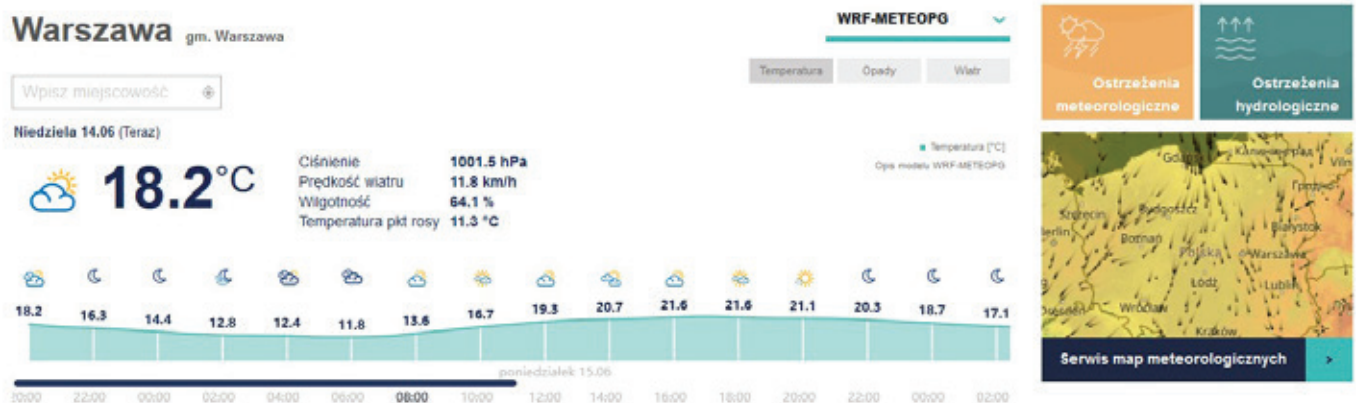 Warszawa gm. Warszawa
WRF-METEOPG
Temperatura Opady Wiatr
Wpisz miejscowość
Niedziela 14.06 (Teraz)
Temperatura [°C]
Opis modelu WRF-METEOPG
18.2°C
Ciśnienie 1001.5 hPa
Prędkość wiatru 11.8 km/h
Wilgotność 64.1 %
Temperatura pkt rosy 11.3 °C
18.2 16.3 14.4 12.8 12.4 11.8 13.6 16.7 19.3 20.7 21.6 21.6 21.1 20.3 18.7 17.1
poniedziałek 15.06
20:00 22:00 00:00 02:00 04:00 06:00 08:00 10:00 12:00 14:00 16:00 18:00 20:00 22:00 00:00 02:00
Ostrzeżenia
meteorologiczne
Ostrzeżenia
hydrologiczne
Gdańsk
Szczecin
Bydgoszcz
Białystok
Poznań
Polska
Warszawa
Łódź
Lublin
Wrocław
Kraków
Serwis map meteorologicznych >